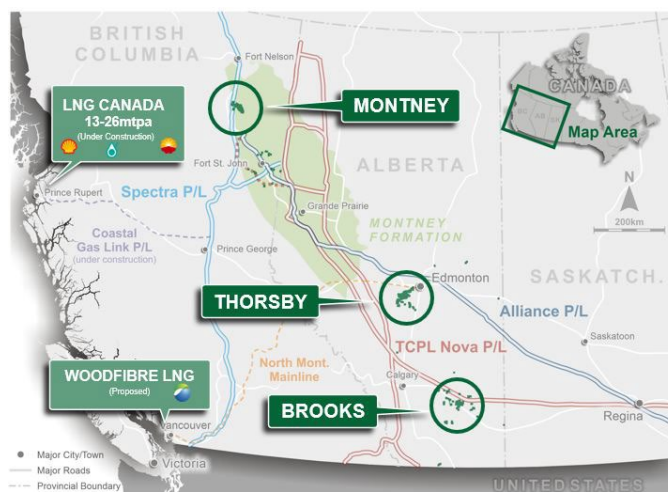 BRITISH
COLUMBIA
Fort Nelson
CANADA
BC
AB
SK
Map Area
LNG CANADA
13-26mtpa
(Under Construction)
MONTNEY
Fort St. John
ALBERTA
N
200km
Prince Rupert
Spectra P/L
Grande Prairie
MONTNEY
FORMATION
Coastal
Gas Link P/L
(under construction)
Prince George
SASKATCH.
Edmonton
THORSBY
Alliance P/L
Saskatoon
TCPL Nova P/L
North Mont.
Mainline
Calgary
WOODFIBRE LNG
(Proposed)
BROOKS
Regina
Vancouver
Victoria
Major City/Town
Major Roads
Provincial Boundary
UNITED STATES